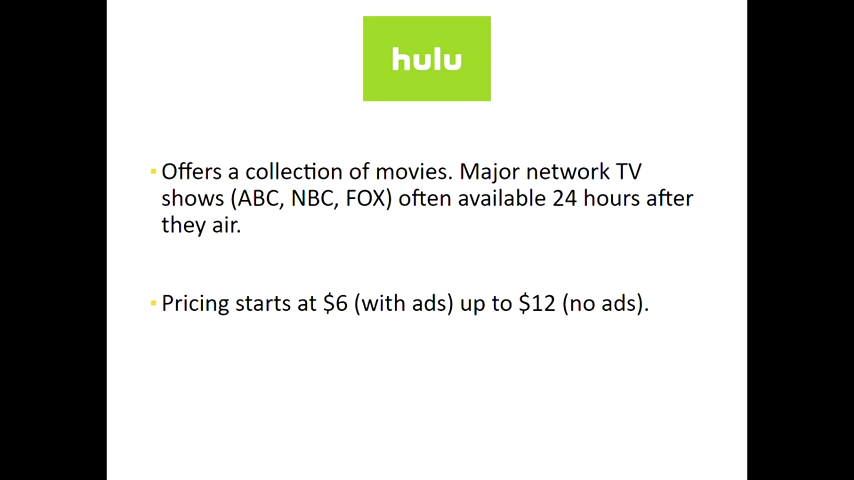 hulu
Offers a collection of movies. Major network TV
shows (ABC, NBC, FOX) often available 24 hours after
they air.
Pricing starts at $6 (with ads) up to $12 (no ads).